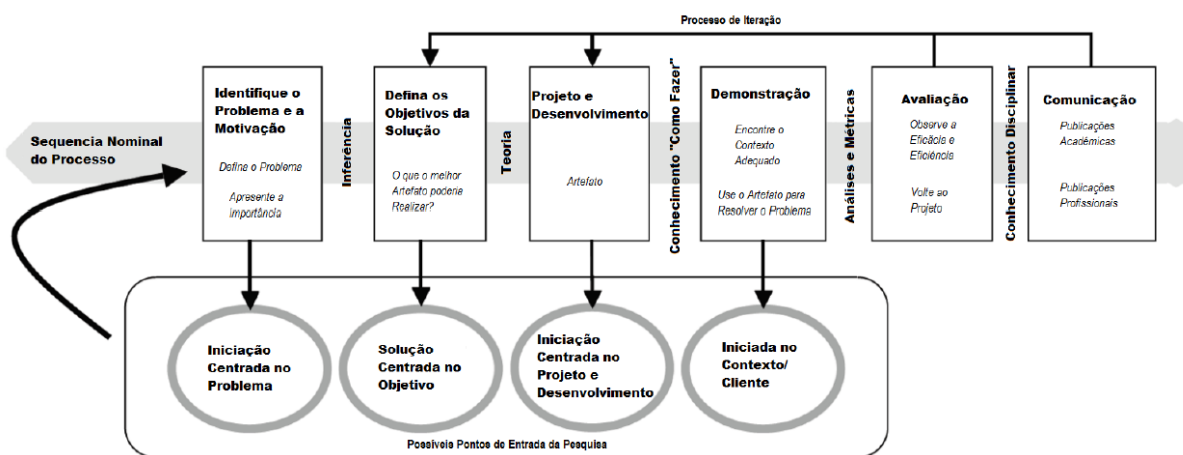 Processo de Iteração
Sequencia Nominal
do Processo
Identifique o
Problema e a
Motivação
Define o Problema
Apresente a
importância
Inferência
Defina os
Objetivos da
Solução
O que o melhor
Artefato poderia
Realizar?
Teoria
Projeto e
Desenvolvimento
Artefato
Conhecimento "Como Fazer"
Demonstração
Encontre o
Contexto
Adequado
Use o Artefato para
Resolver o Problema
Análises e Métricas
Avaliação
Observe a
Eficácia e
Eficiência
Volte ao
Projeto
Conhecimento Disciplinar
Comunicação
Publicações
Académicas
Publicações
Profissionais
Iniciação
Centrada no
Problema
Solução
Centrada no
Objetivo
Iniciação
Centrada no
Projeto e
Desenvolvimento
Iniciada no
Contexto/
Cliente
Possíveis Pontos de Entrada da Pesquisa